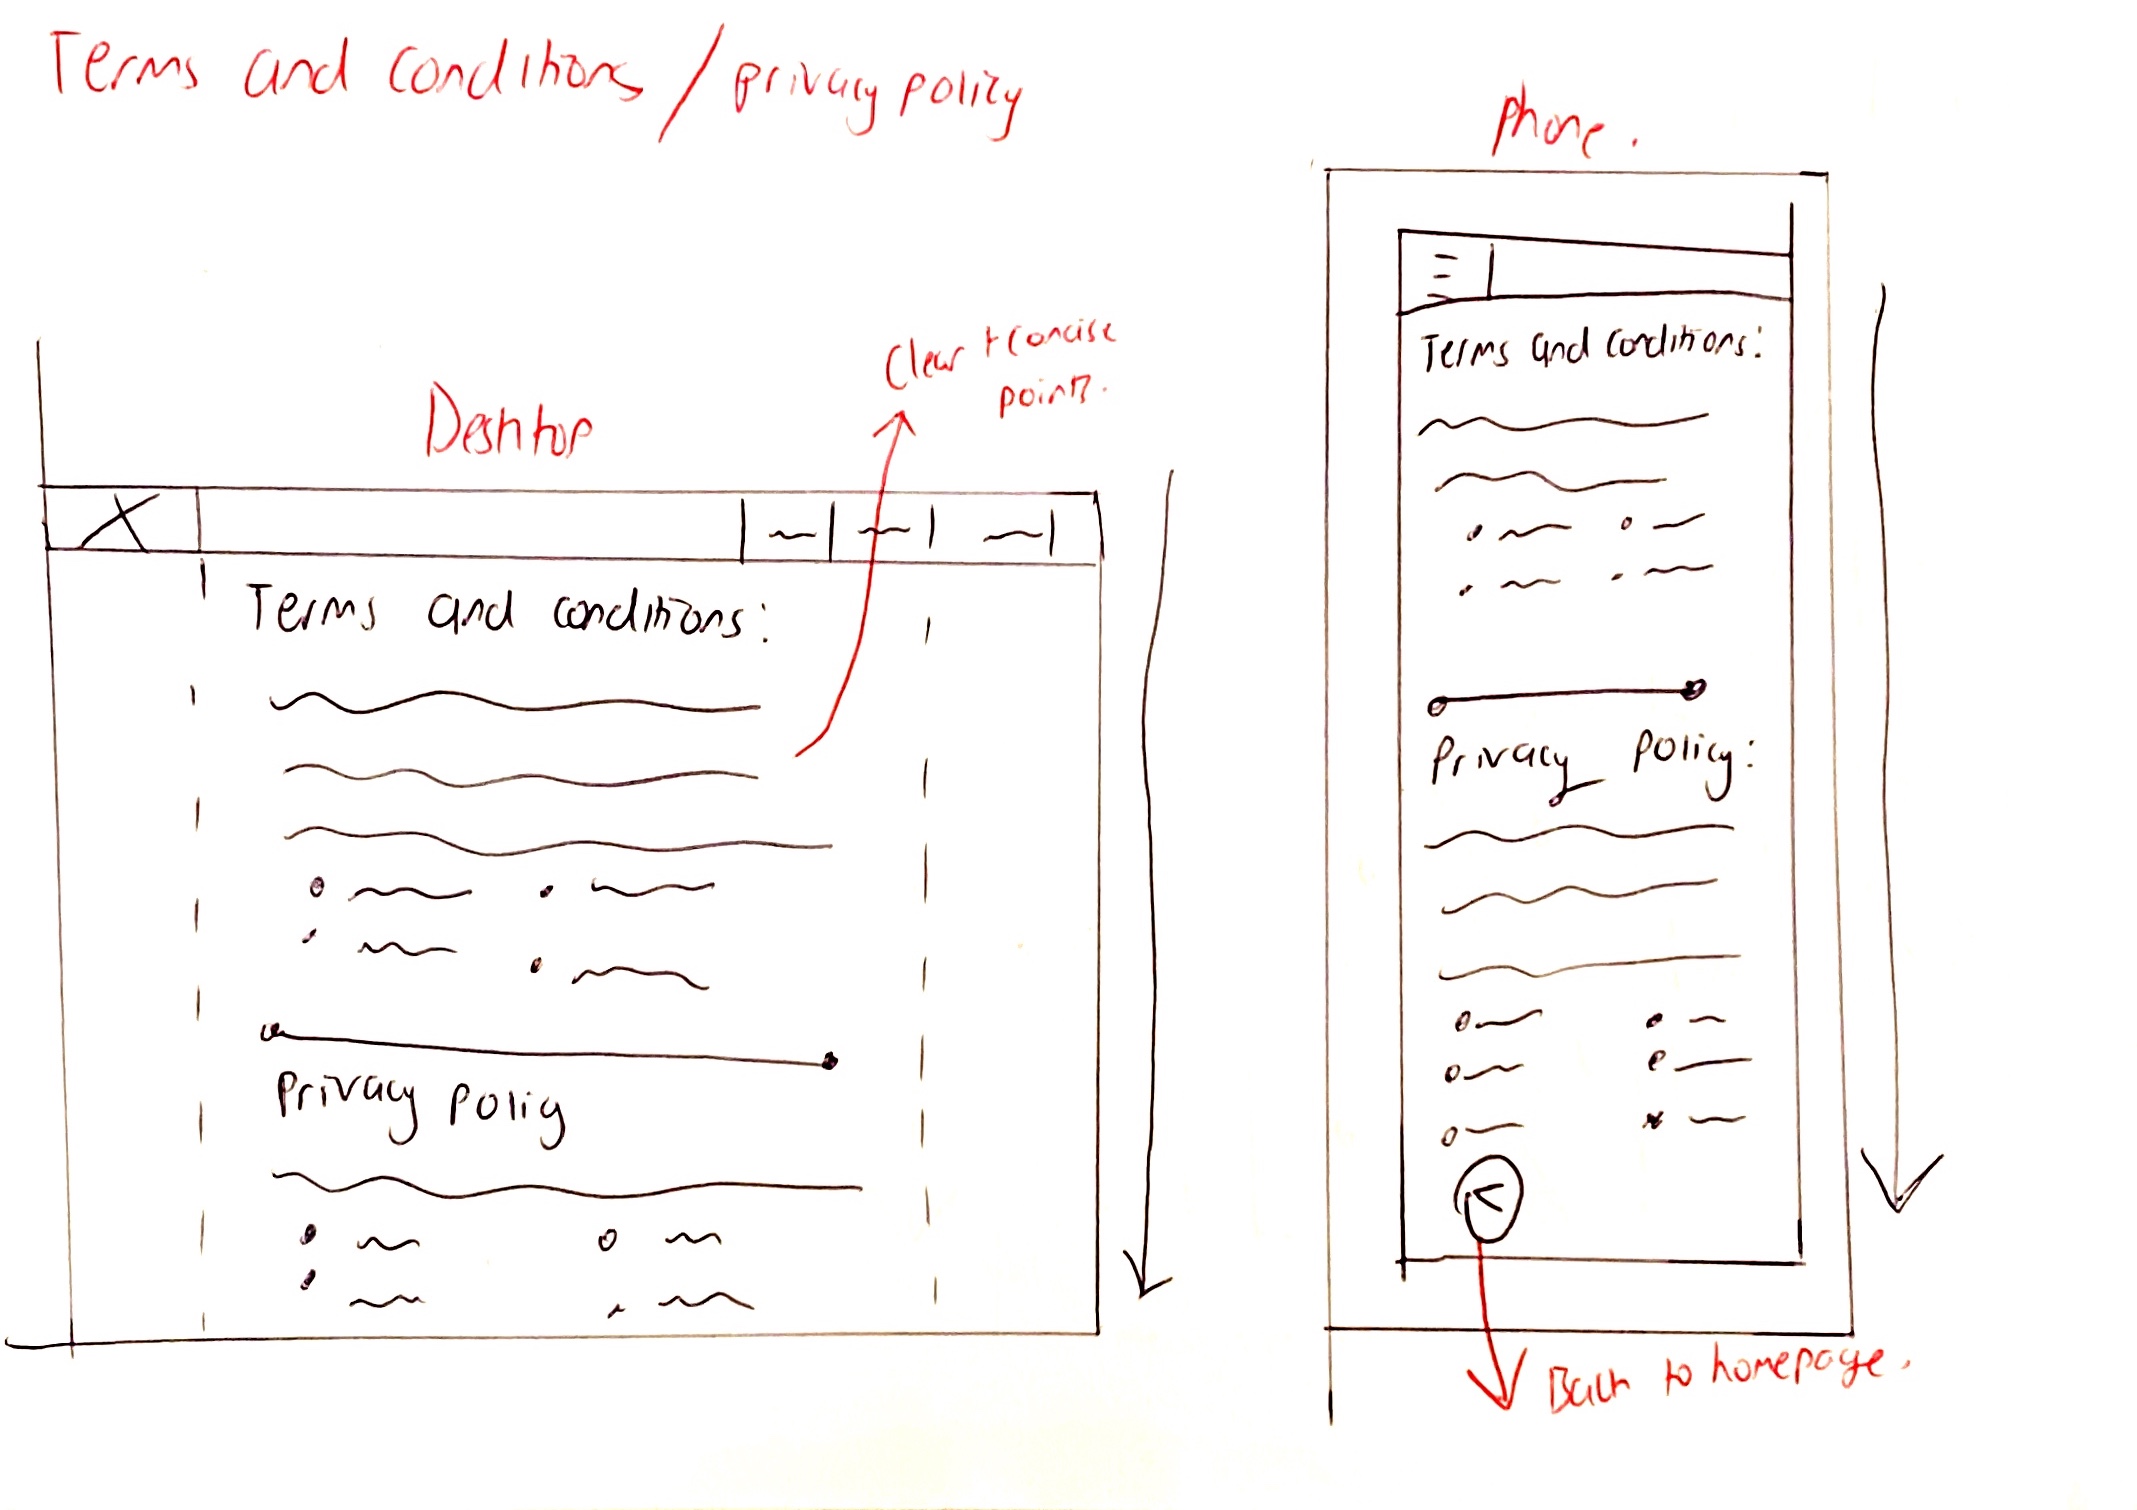 Terms and conditions / privacy policy
phone.
Clear + concise
points.
Desktop
Terms and conditions:
Privacy policy
Terms and conditions:
Privacy policy:
Back to homepage.